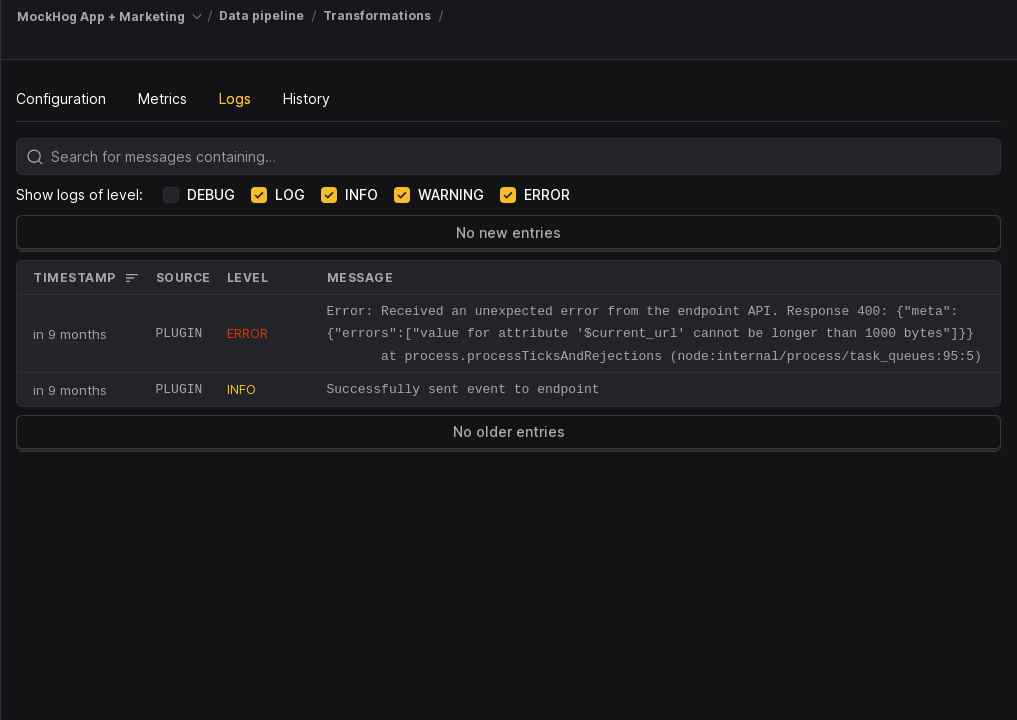 MockHog App + Marketing / Data pipeline / Transformations /
Configuration Metrics Logs History
Search for messages containing...
Show logs of level: DEBUG LOG INFO WARNING ERROR
No new entries
TIMESTAMP SOURCE LEVEL MESSAGE
in 9 months PLUGIN ERROR Error: Received an unexpected error from the endpoint API. Response 400: {"meta":
{"errors":["value for attribute '$current_url' cannot be longer than 1000 bytes"]}}
at process.processTicksAndRejections (node:internal/process/task_queues:95:5)
in 9 months PLUGIN INFO Successfully sent event to endpoint
No older entries